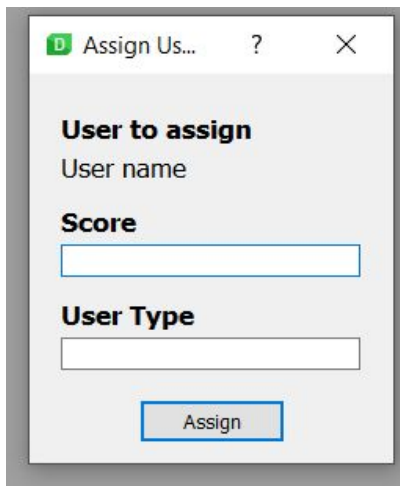 D Assign Us... ?
User to assign
User name
Score
User Type
Assign